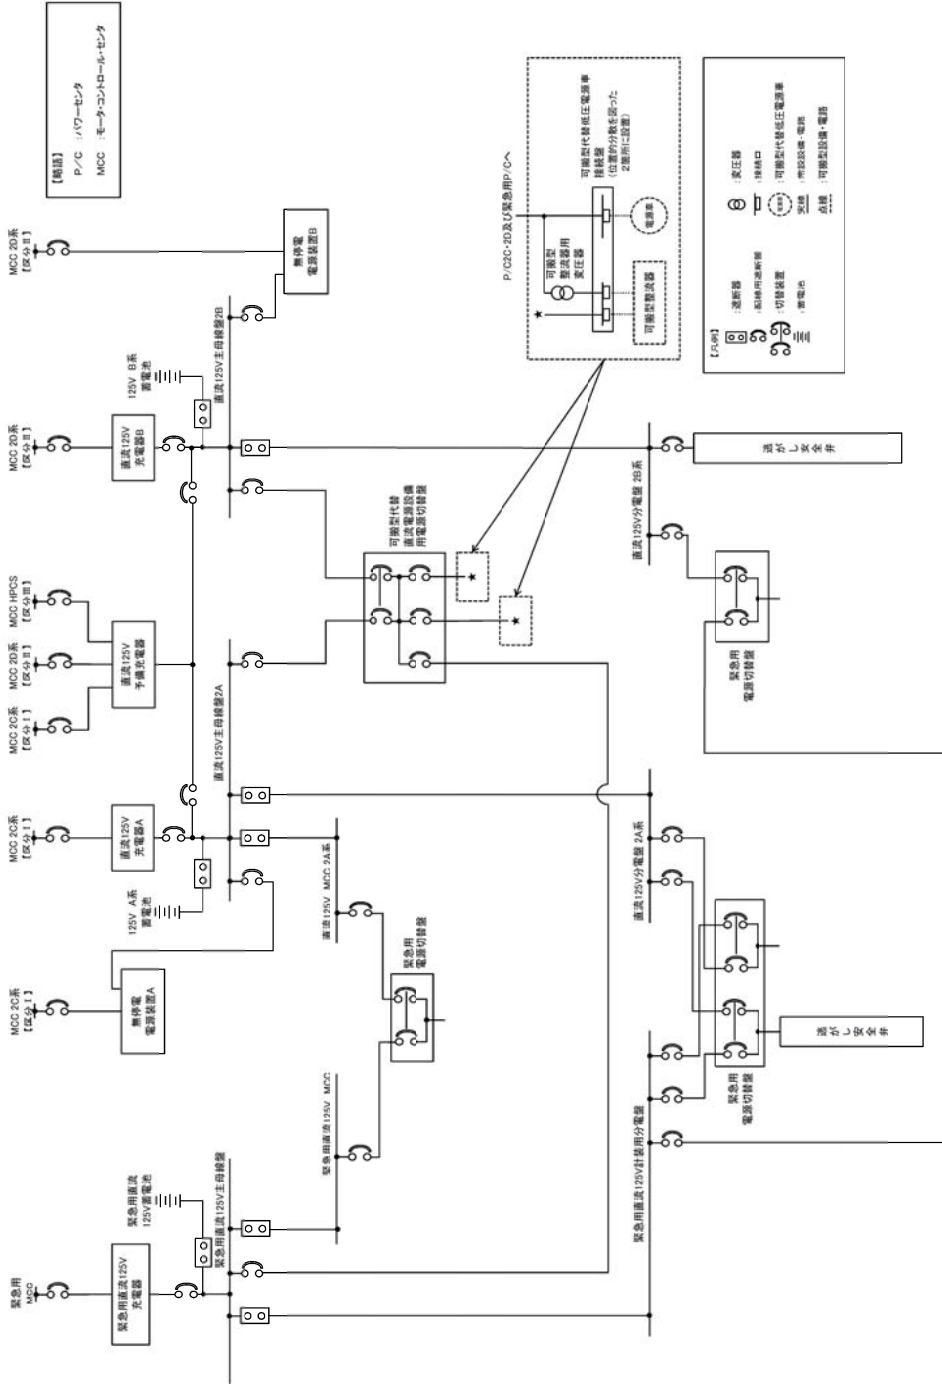 緊急用
MCC
MCC 2C系
【区分Ⅰ】
MCC 2C系
【区分Ⅰ】
MCC 2C系
【区分Ⅰ】
MCC 2D系
【区分Ⅱ】
MCC HPCS
【区分Ⅲ】
MCC 2D系
【区分Ⅱ】
MCC 2D系
【区分Ⅱ】
【略語】
P/C :パワーセンタ
MCC :モータ・コントロール・センタ
緊急用直流125V
充電器
緊急用直流
125V蓄電池
無停電
電源装置A
125V A系
蓄電池
直流125V
充電器A
直流125V
予備充電器
直流125V
充電器B
125V B系
蓄電池
無停電
電源装置B
緊急用直流125V主母線盤
直流125V主母線盤2A
直流125V主母線盤2B
緊急用直流125V MCC
直流125V MCC 2A系
緊急用
電源切替盤
可搬型代替
直流電源設備
用電源切替盤
★
★
P/C2C・2D及び緊急用P/Cへ
★
可搬型
整流器用
変圧器
可搬型代替低圧電源車
接続盤
(位置的分散を図った
2箇所に設置)
可搬型整流器
電源車
緊急用直流125V計装用分電盤
直流125V分電盤 2A系
直流125V分電盤 2B系
緊急用
電源切替盤
緊急用
電源切替盤
逃がし安全弁
逃がし安全弁
【凡例】
:遮断器
:配線用遮断器
:切替装置
:蓄電池
:変圧器
:接続口
電源車 :可搬型代替低圧電源車
実線 :常設設備・電路
点線 :可搬型設備・電路